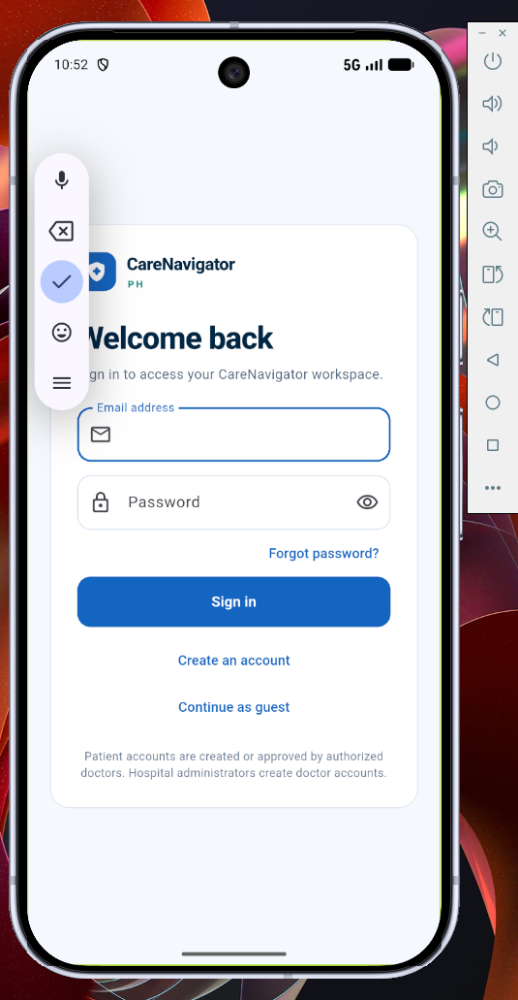 10:52
5G
CareNavigator
PH
Welcome back
gn in to access your CareNavigator workspace.
Email address
Password
Forgot password?
Sign in
Create an account
Continue as guest
Patient accounts are created or approved by authorized
doctors. Hospital administrators create doctor accounts.